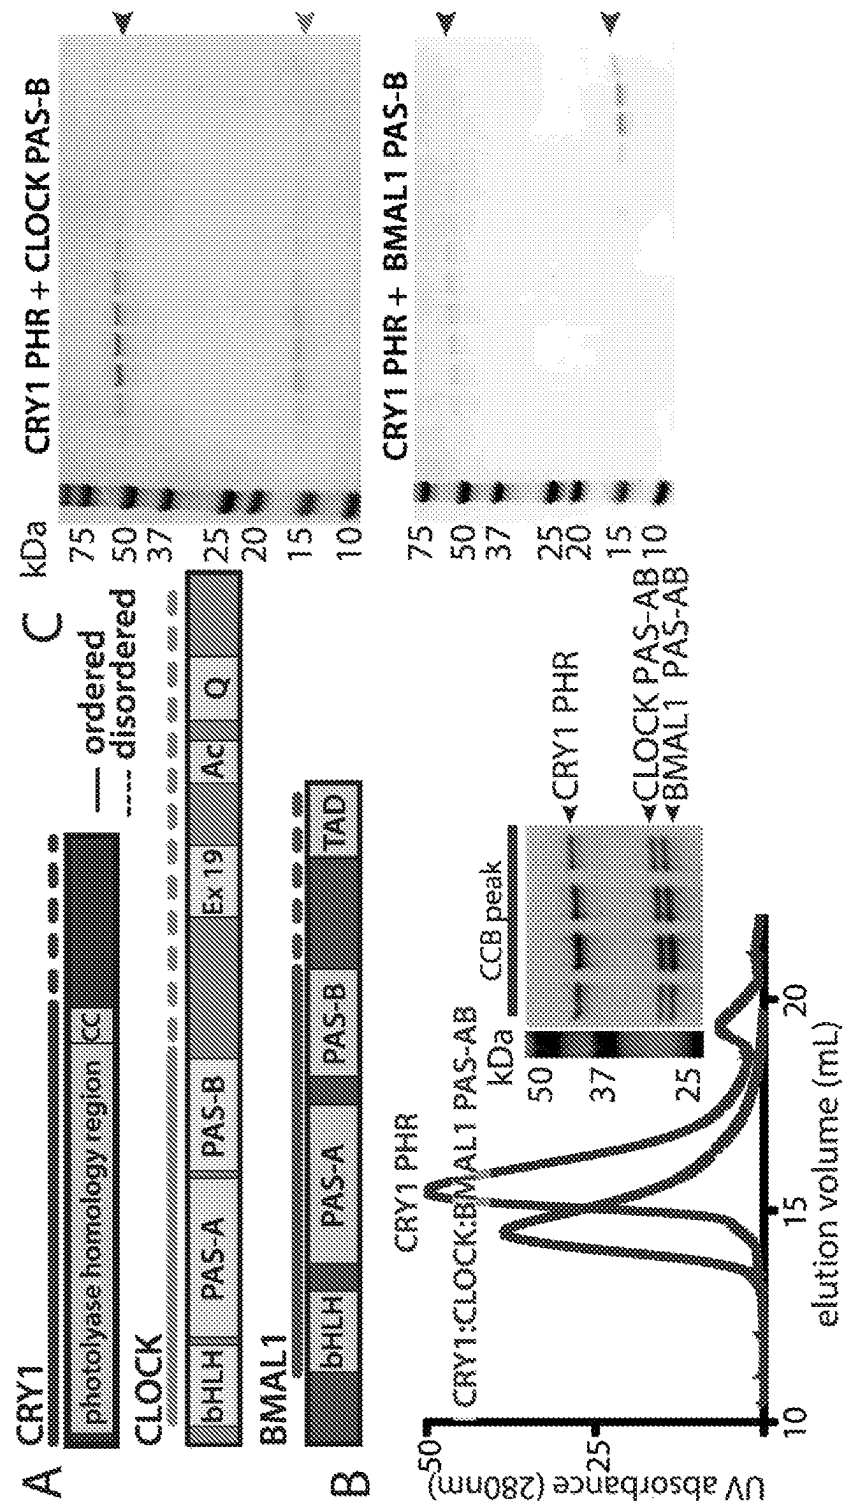 A
CRY1
photolyase homology region CC
ordered
disordered
CLOCK
bHLH PAS-A PAS-B Ex 19 Ac Q
BMAL1
bHLH PAS-A PAS-B TAD
B
CRY1 PHR
CRY1:CLOCK:BMAL1 PAS-AB
50
25
UV absorbance (280nm)
10 15 20
elution volume (mL)
CCB peak
kDa
50
37
25
CRY1 PHR
CLOCK PAS-AB
BMAL1 PAS-AB
C
CRY1 PHR + CLOCK PAS-B
kDa
75
50
37
25
20
15
10
CRY1 PHR + BMAL1 PAS-B
75
50
37
25
20
15
10